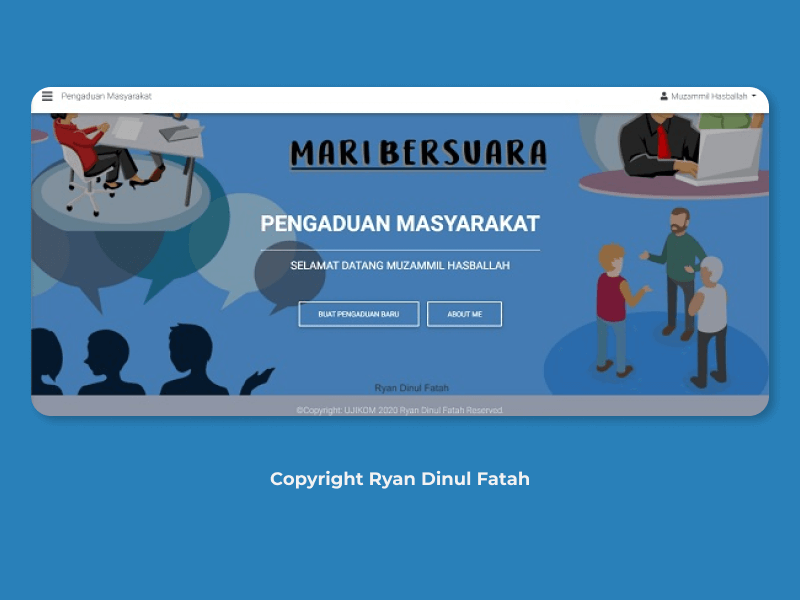 Pengaduan Masyarakat
Muzammil Hasballah
MARI BERSUARA
PENGADUAN MASYARAKAT
SELAMAT DATANG MUZAMMIL HASBALLAH
BUAT PENGADUAN BARU
ABOUT ME
Ryan Dinul Fatah
©Copyright: UJIKOM 2020 Ryan Dinul Fatah Reserved
Copyright Ryan Dinul Fatah